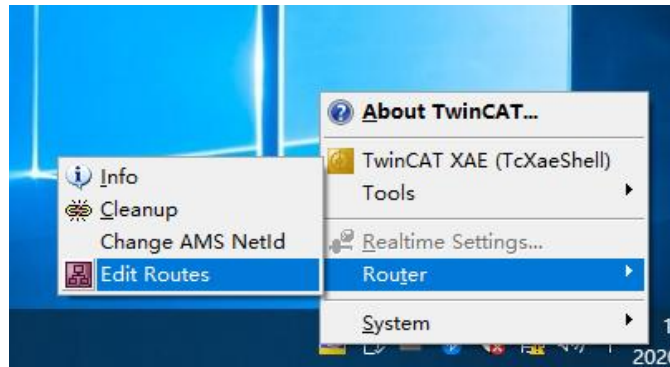 About TwinCAT...
TwinCAT XAE (TcXaeShell)
Tools
Realtime Settings...
Router
System
Info
Cleanup
Change AMS NetId
Edit Routes